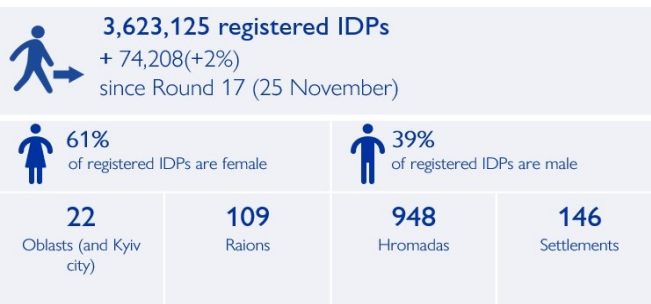 3,623,125 registered IDPs
+ 74,208(+2%)
since Round 17 (25 November)
61%
of registered IDPs are female
39%
of registered IDPs are male
22
Oblasts (and Kyiv
city)
109
Raions
948
Hromadas
146
Settlements